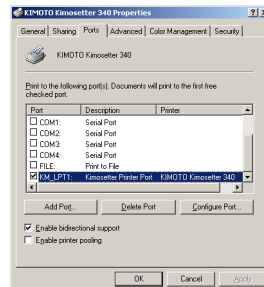 KIMOTO Kimosetter 340 Properties
General Sharing Ports Advanced Color Management Security
KIMOTO Kimosetter 340
Print to the following port(s). Documents will print to the first free
checked port.
Port Description Printer
COM1: Serial Port
COM2: Serial Port
COM3: Serial Port
COM4: Serial Port
FILE: Print to File
KM_LPT1: Kimosetter Printer Port KIMOTO Kimosetter 340
Add Port... Delete Port Configure Port...
Enable bidirectional support
Enable printer pooling
OK Cancel Apply